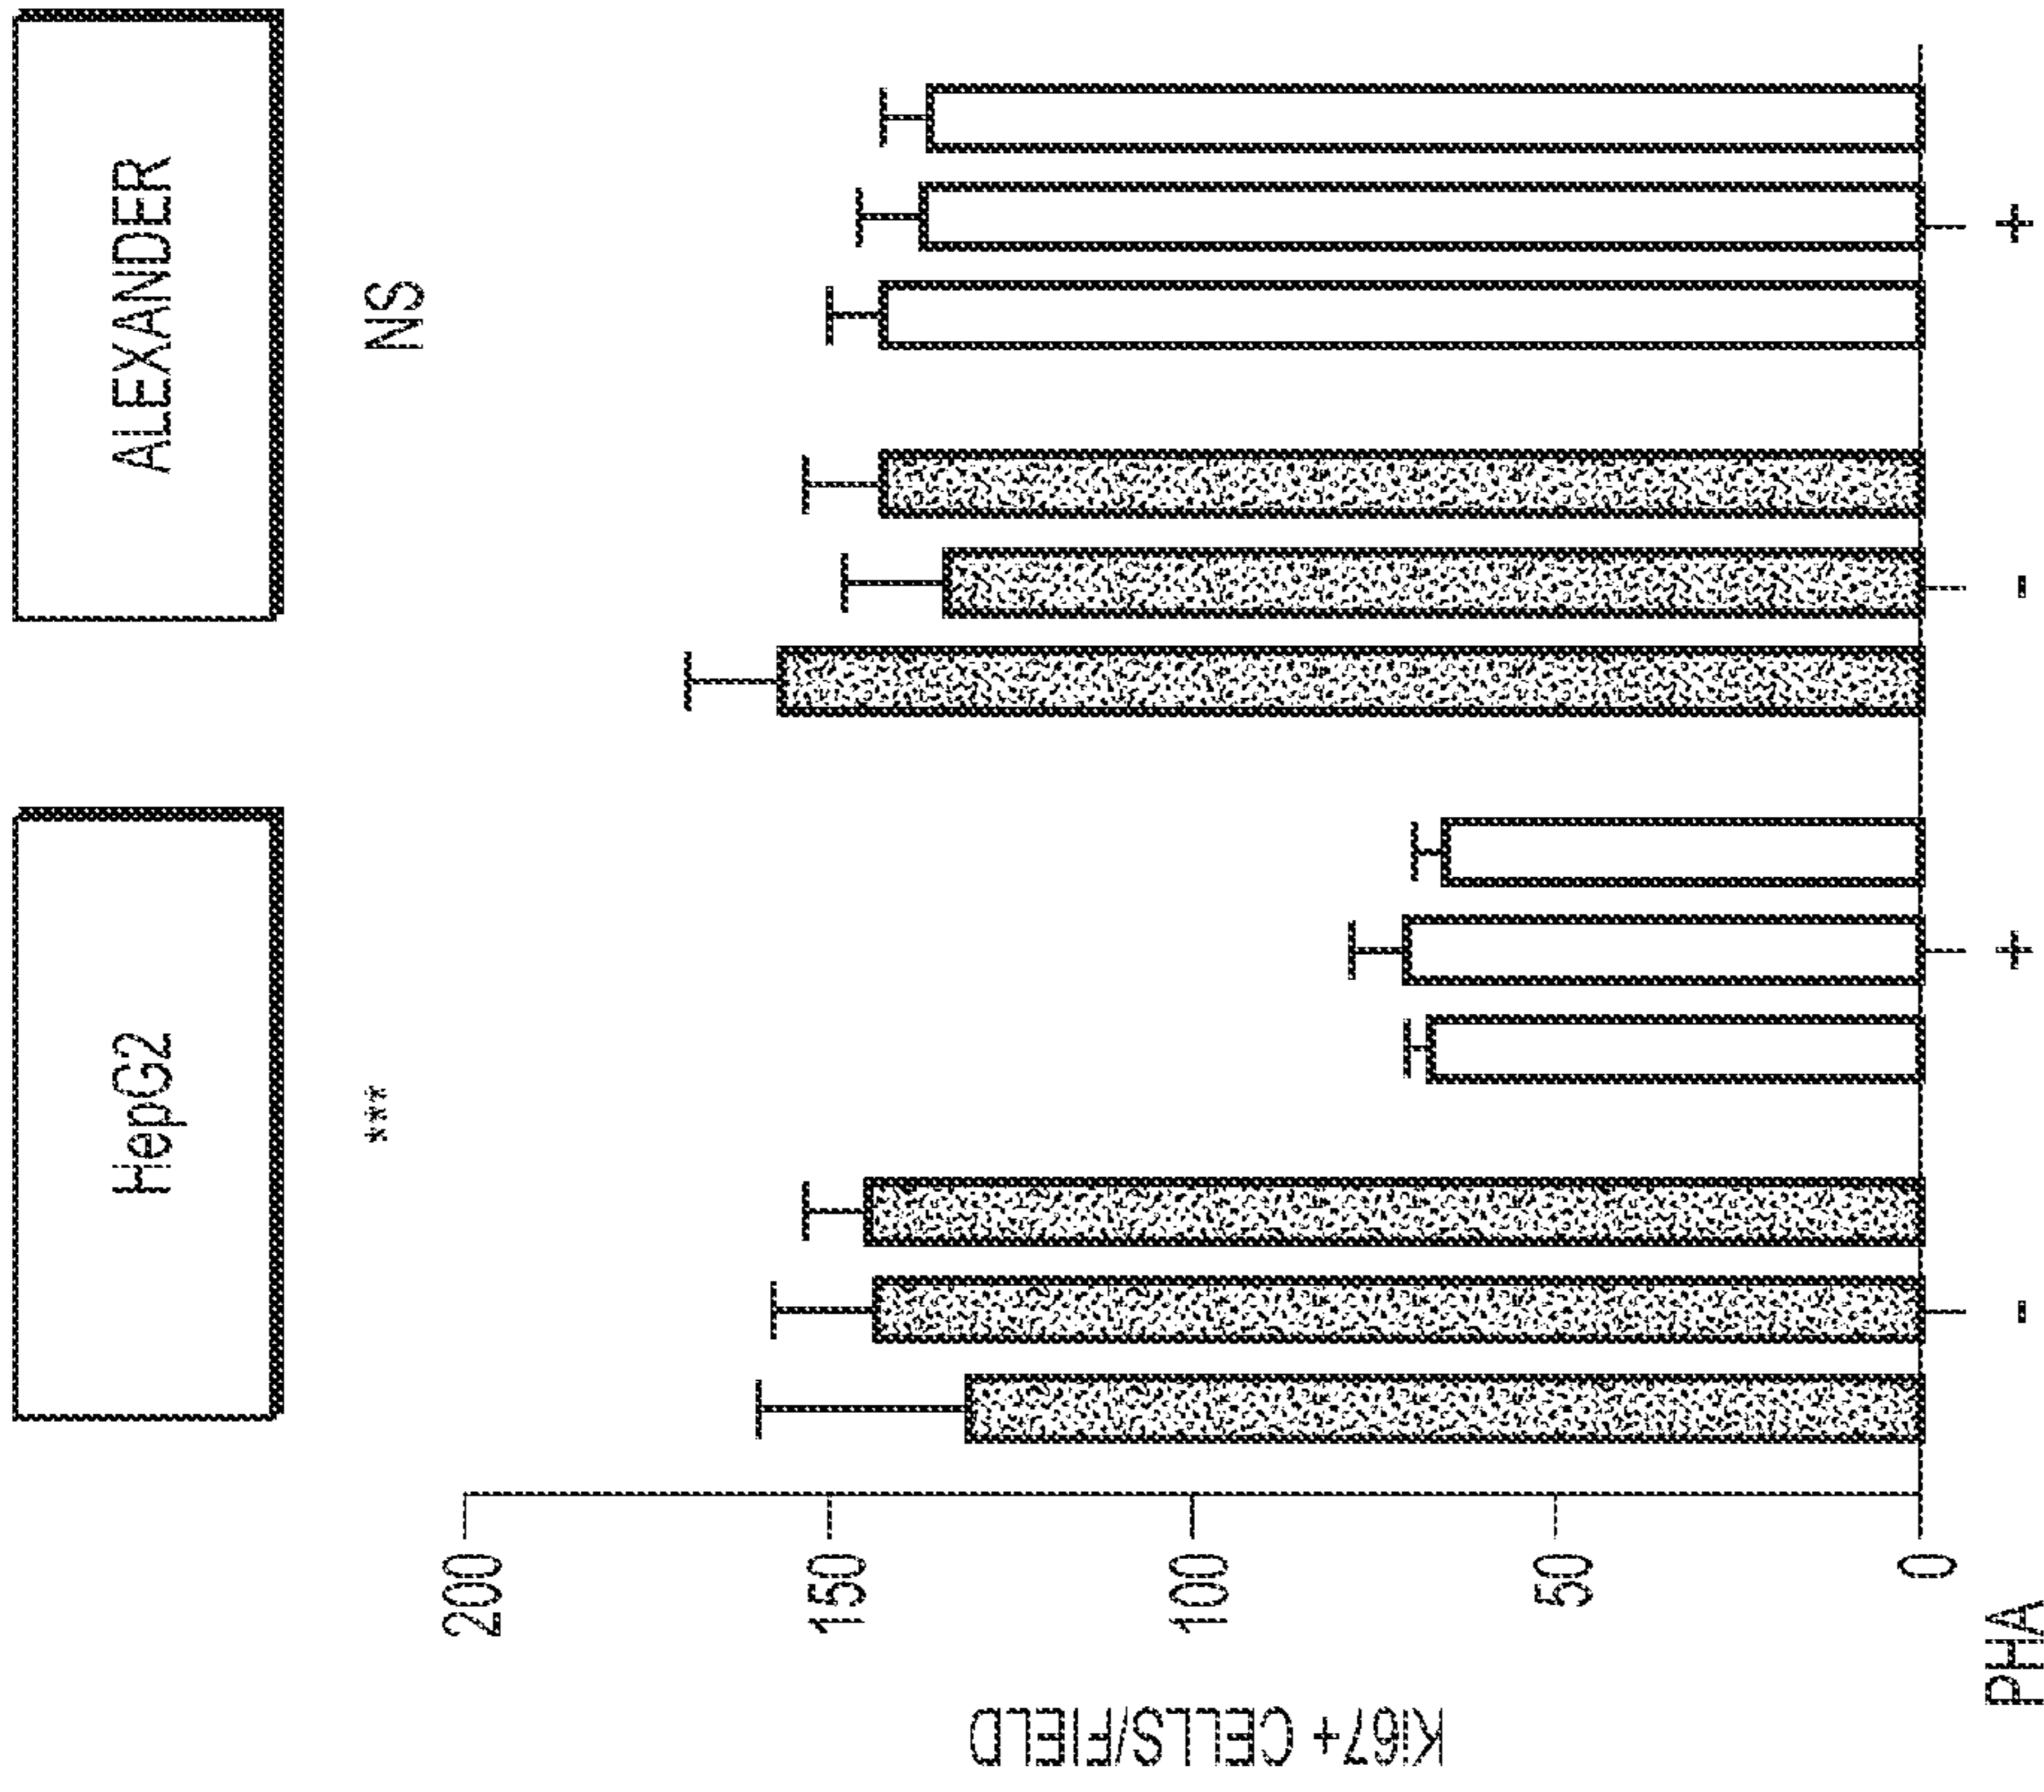 HepG2
ALEXANDER
***
NS
200
150
100
50
0
Ki67+ CELLS/FIELD
PHA
-
+
-
+